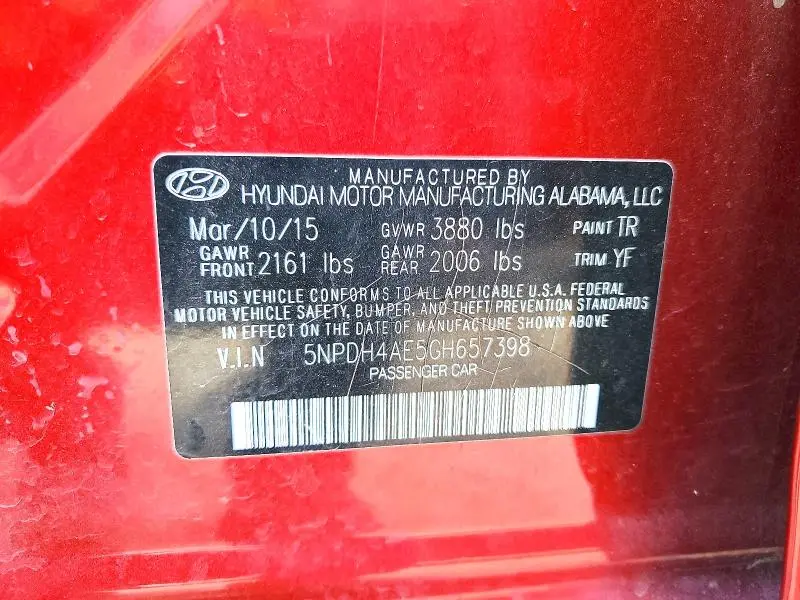 MANUFACTURED BY
HYUNDAI MOTOR MANUFACTURING ALABAMA, LLC
Mar/10/15 GVWR 3880 lbs PAINT TR
GAWR FRONT 2161 lbs GAWR REAR 2006 lbs TRIM YF
THIS VEHICLE CONFORMS TO ALL APPLICABLE U.S.A. FEDERAL
MOTOR VEHICLE SAFETY, BUMPER, AND THEFT PREVENTION STANDARDS
IN EFFECT ON THE DATE OF MANUFACTURE SHOWN ABOVE
V.I.N 5NPDH4AE5GH657398
PASSENGER CAR